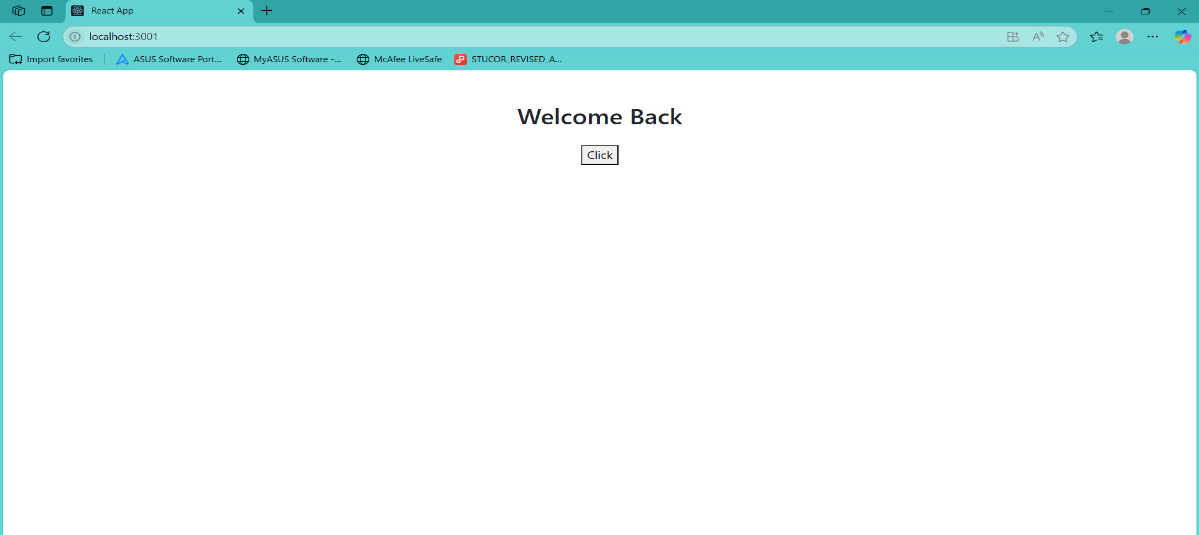 React App
localhost:3001
Import favorites ASUS Software Port... MyASUS Software -... McAfee LiveSafe STUCOR_REVISED_A...
Welcome Back
Click